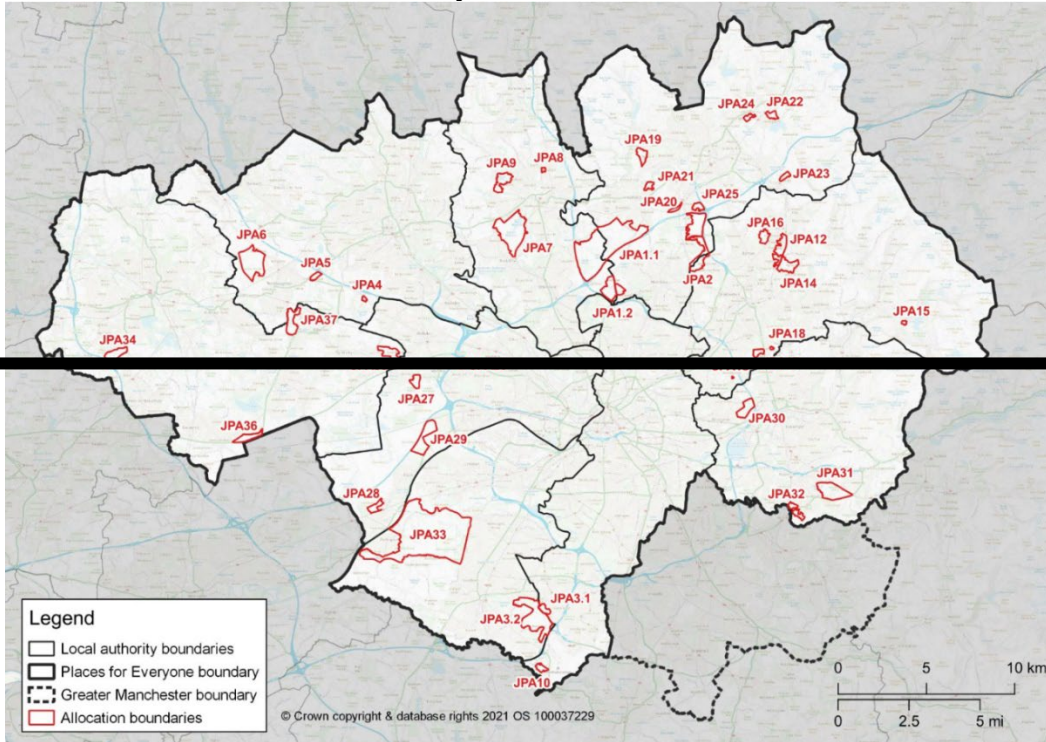 JPA24 JPA22
JPA19
JPA9 JPA8
JPA21 JPA23
JPA20 JPA25
JPA16
JPA6 JPA12
JPA7 JPA1.1
JPA5 JPA2 JPA14
JPA4
JPA1.2
JPA37 JPA15
JPA34 JPA18
JPA27
JPA30
JPA36 JPA29
JPA31
JPA28 JPA32
JPA33
JPA3.1
JPA3.2
JPA10
Legend
Local authority boundaries
Places for Everyone boundary
Greater Manchester boundary
Allocation boundaries
© Crown copyright & database rights 2021 OS 100037229
0 5 10 km
0 2.5 5 mi